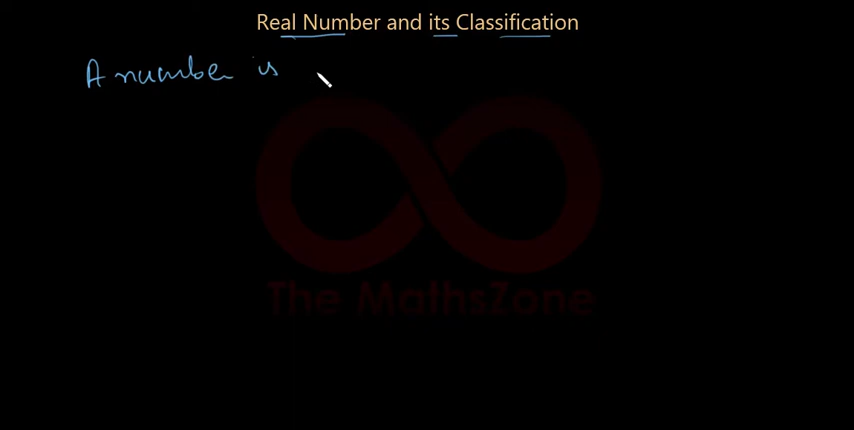 Real Number and its Classification
A number is
The MathsZone